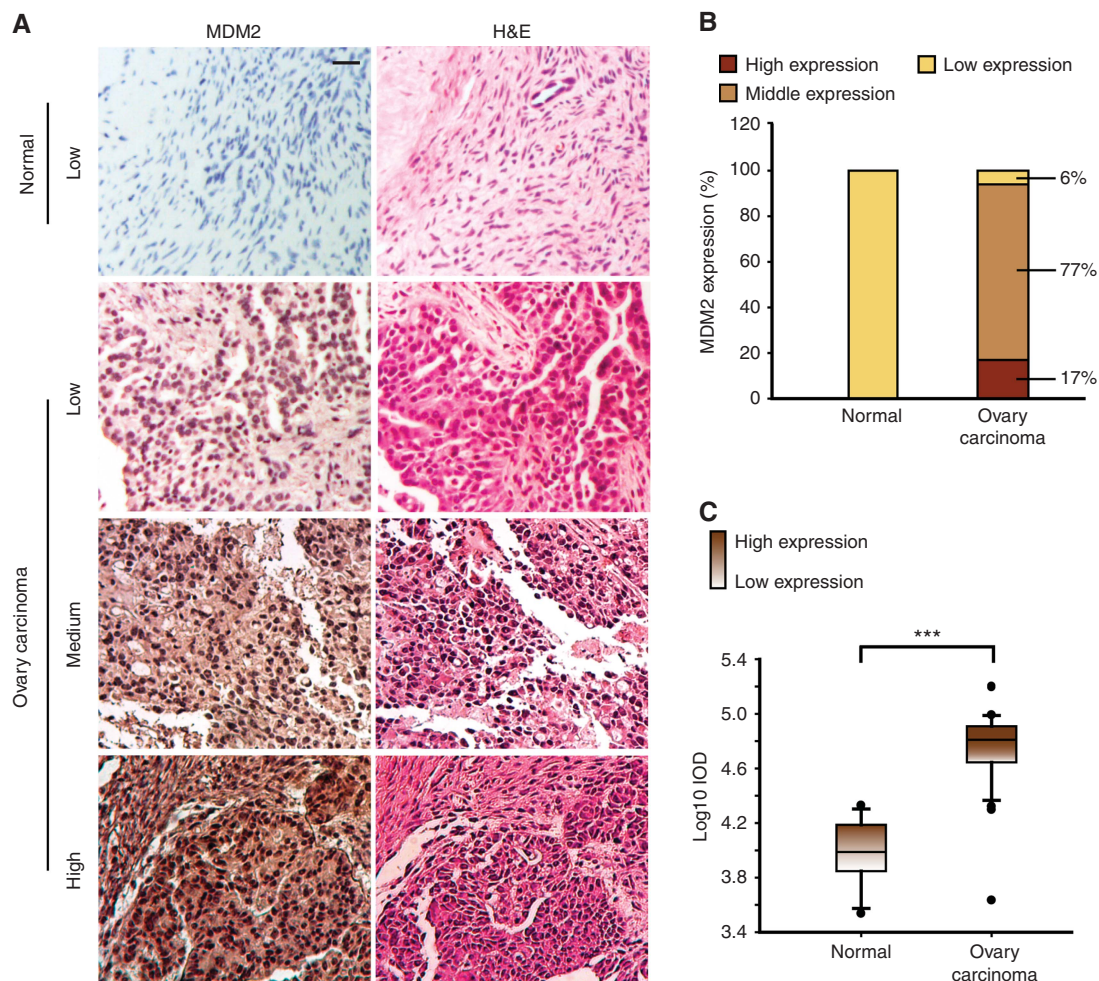 A
MDM2
H&E
Normal
Low
Ovary carcinoma
Low
Medium
High
B
High expression
Low expression
Middle expression
MDM2 expression (%)
120
100
80
60
40
20
0
6%
77%
17%
Normal
Ovary
carcinoma
C
High expression
Low expression
***
Log10 IOD
5.4
5.0
4.6
4.2
3.8
3.4
Normal
Ovary
carcinoma